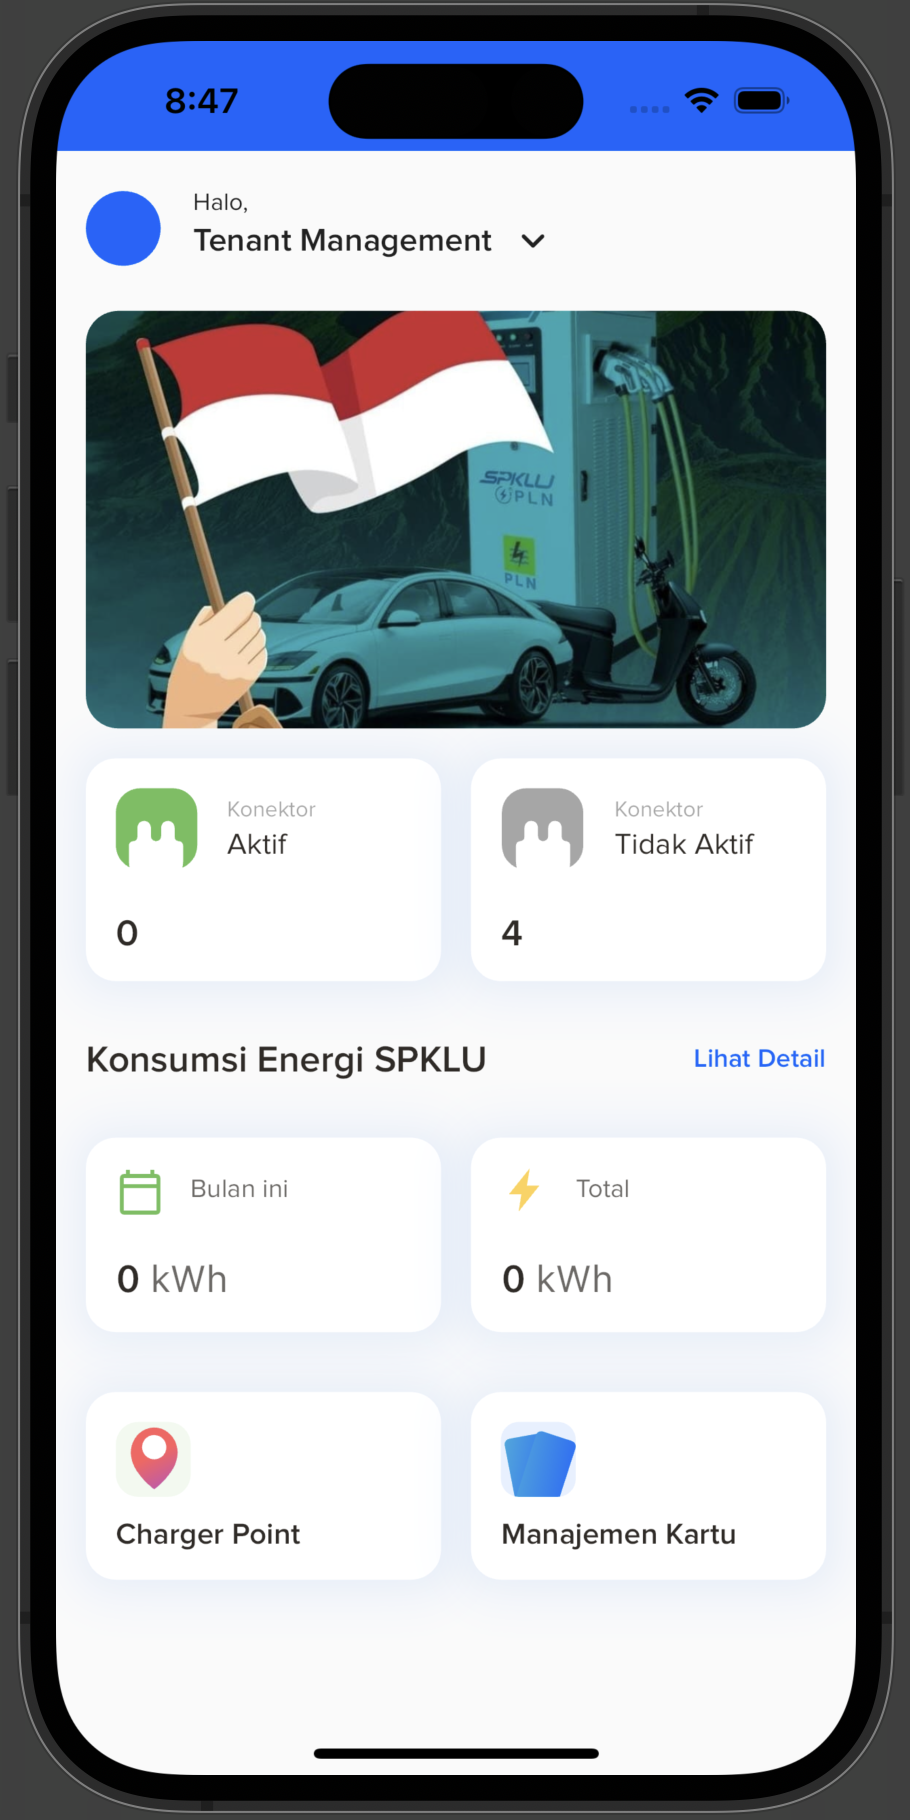 8:47
Halo,
Tenant Management
SPKLU
PLN
PLN
Konektor
Aktif
0
Konektor
Tidak Aktif
4
Konsumsi Energi SPKLU
Lihat Detail
Bulan ini
0 kWh
Total
0 kWh
Charger Point
Manajemen Kartu